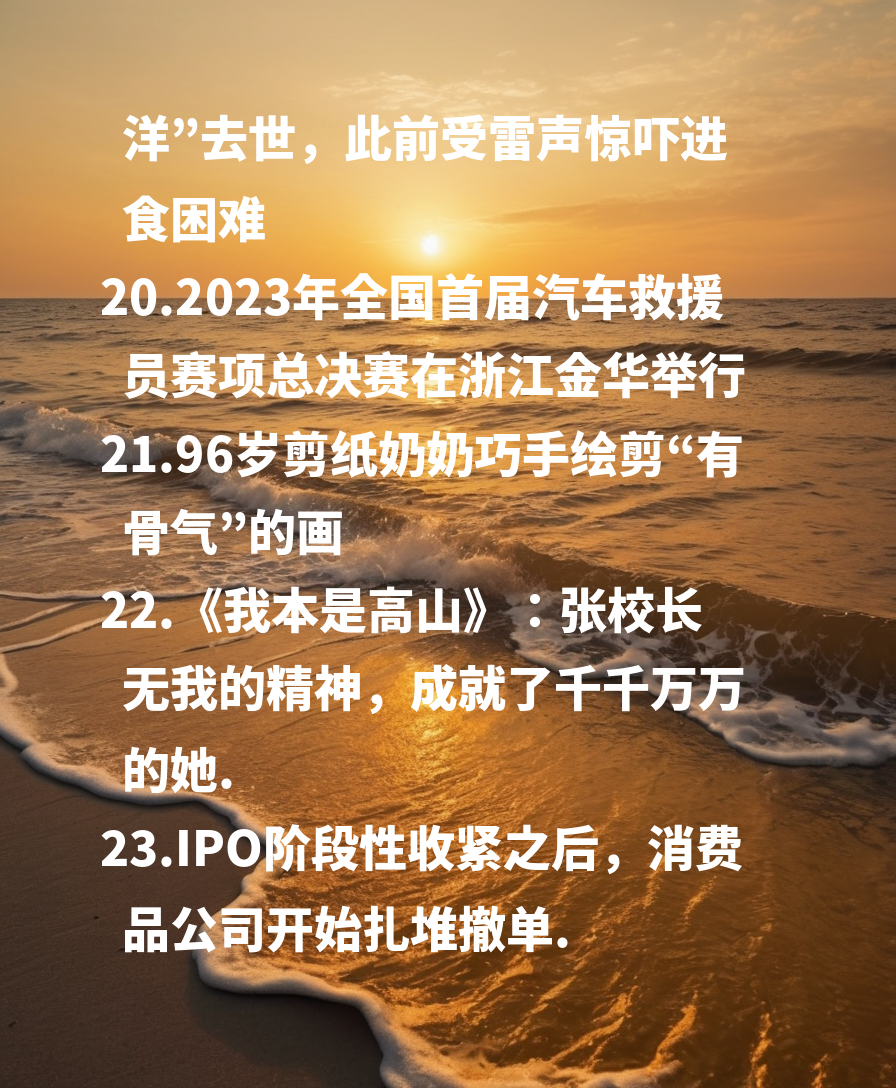 洋”去世，此前受雷声惊吓进
食困难
20.2023年全国首届汽车救援
员赛项总决赛在浙江金华举行
21.96岁剪纸奶奶巧手绘剪“有
骨气”的画
22.《我本是高山》：张校长
无我的精神，成就了千千万万
的她.
23.IPO阶段性收紧之后，消费
品公司开始扎堆撤单.